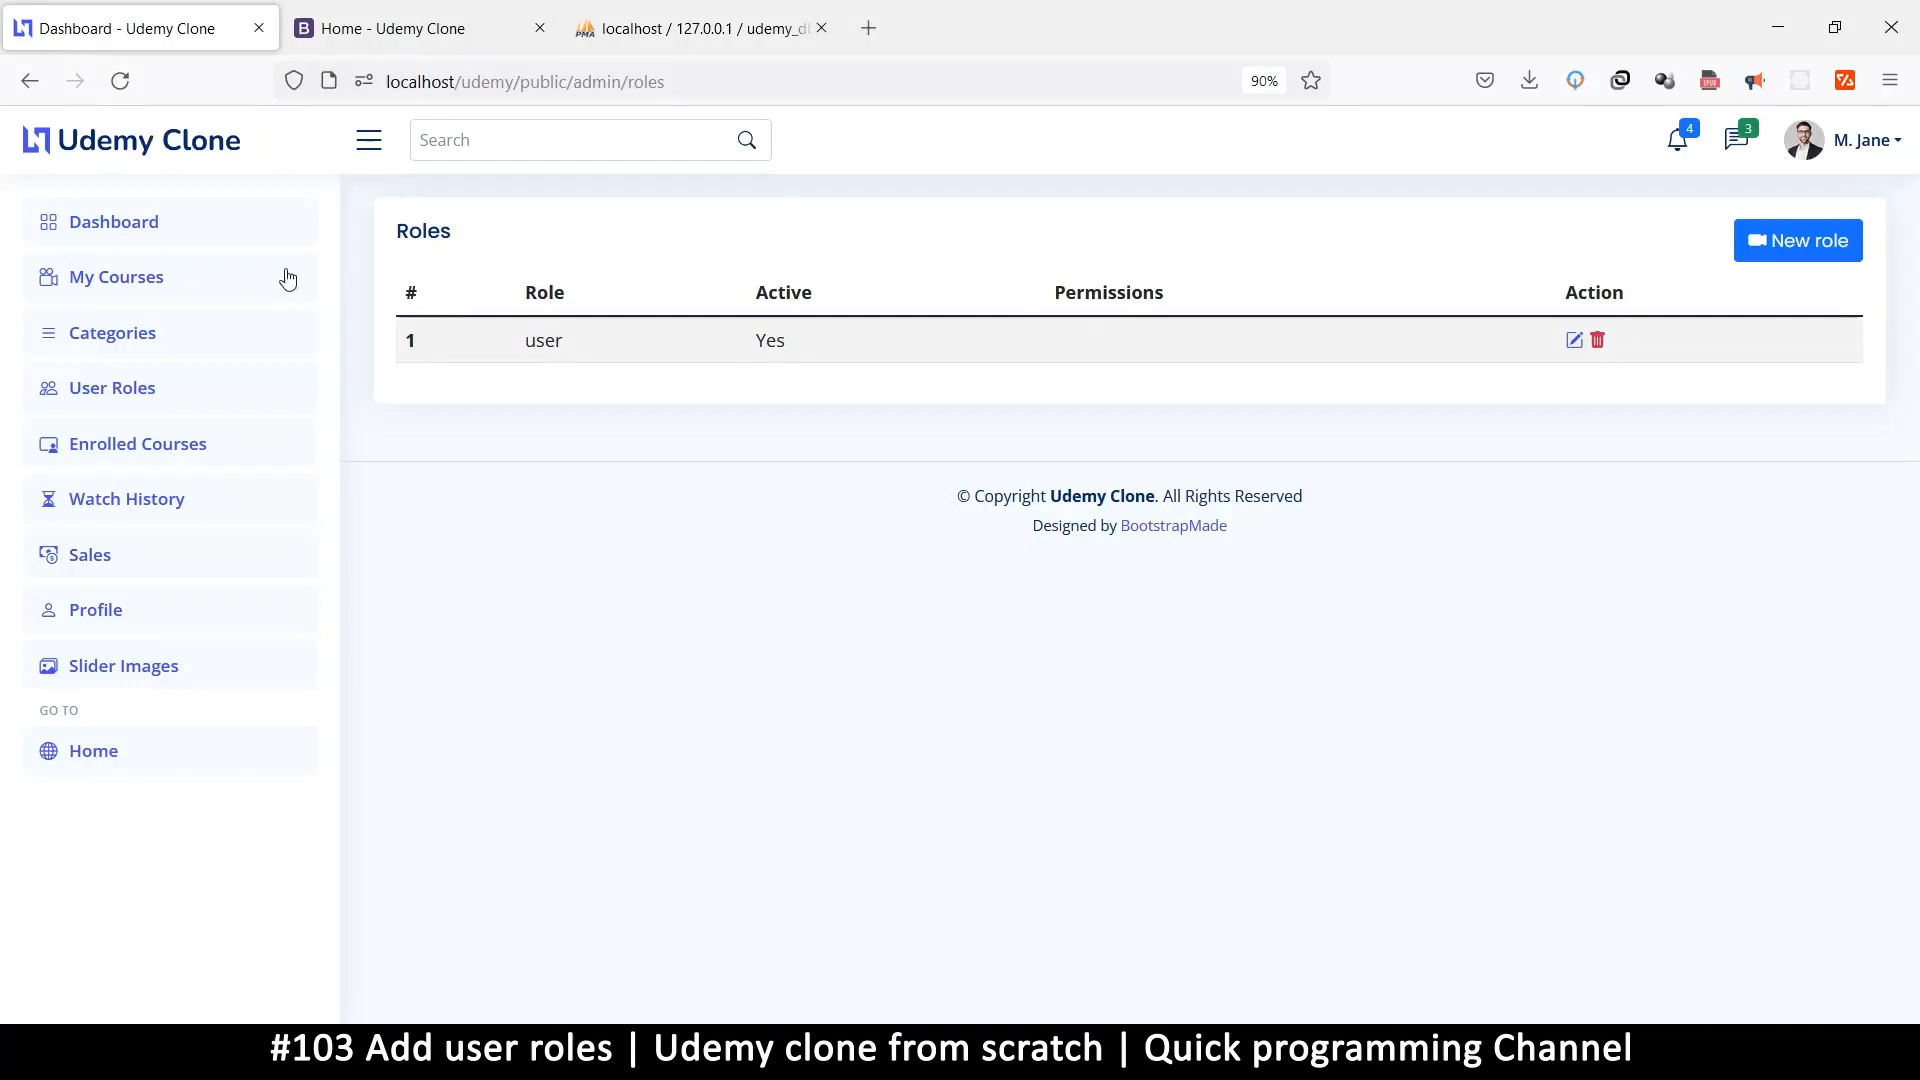 Dashboard - Udemy Clone
Home - Udemy Clone
localhost / 127.0.0.1 / udemy_d
localhost/udemy/public/admin/roles
90%
Udemy Clone
Search
4
3
M. Jane
Dashboard
My Courses
Categories
User Roles
Enrolled Courses
Watch History
Sales
Profile
Slider Images
GO TO
Home
Roles
New role
# Role Active Permissions Action
1 user Yes
© Copyright Udemy Clone. All Rights Reserved
Designed by BootstrapMade
#103 Add user roles | Udemy clone from scratch | Quick programming Channel